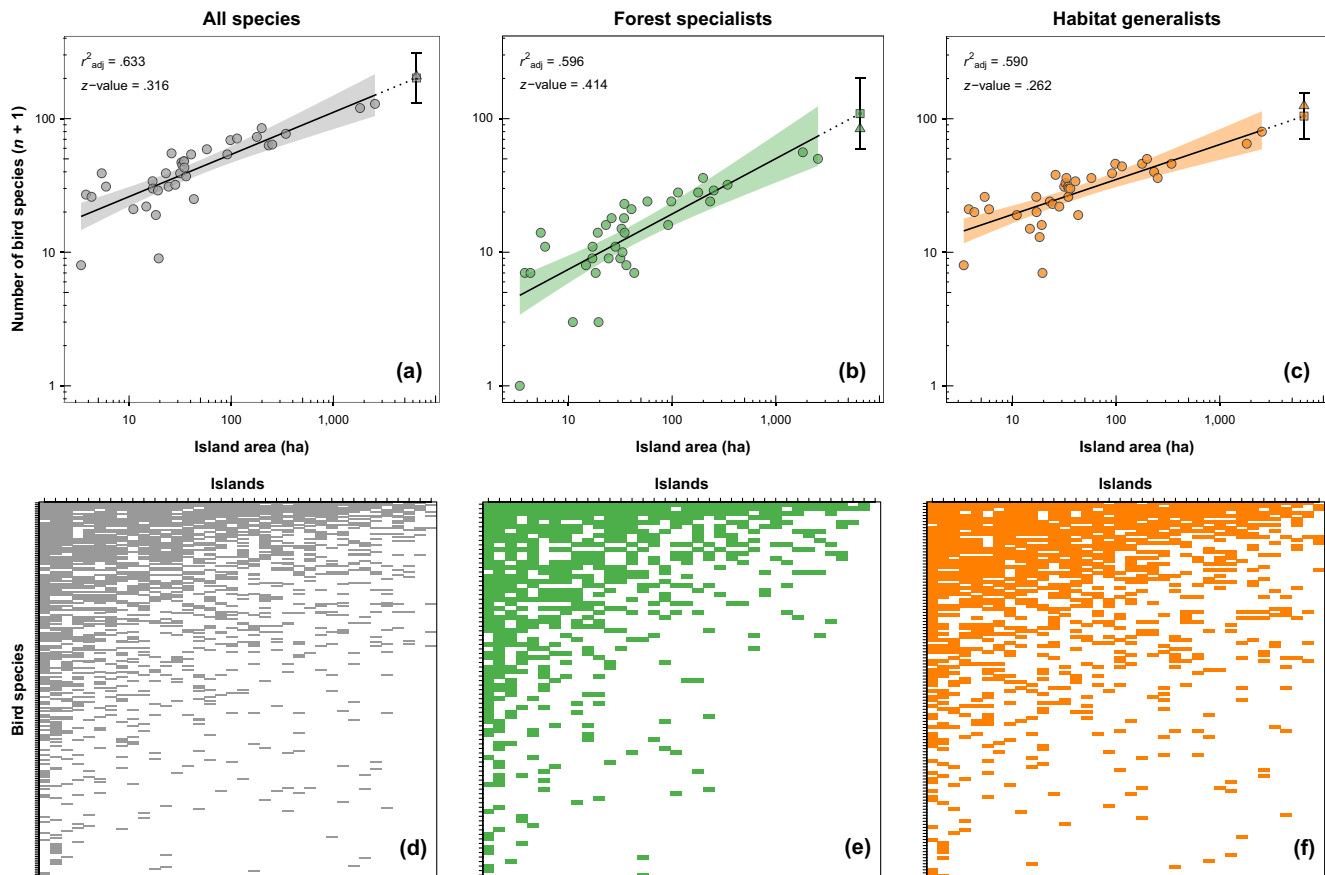 All species
Forest specialists
Habitat generalists
r²adj = .633
z−value = .316
r²adj = .596
z−value = .414
r²adj = .590
z−value = .262
Number of bird species (n + 1)
100
10
1
100
10
1
100
10
1
(a)
(b)
(c)
10 100 1,000
10 100 1,000
10 100 1,000
Island area (ha)
Island area (ha)
Island area (ha)
Islands
Islands
Islands
Bird species
(d)
(e)
(f)